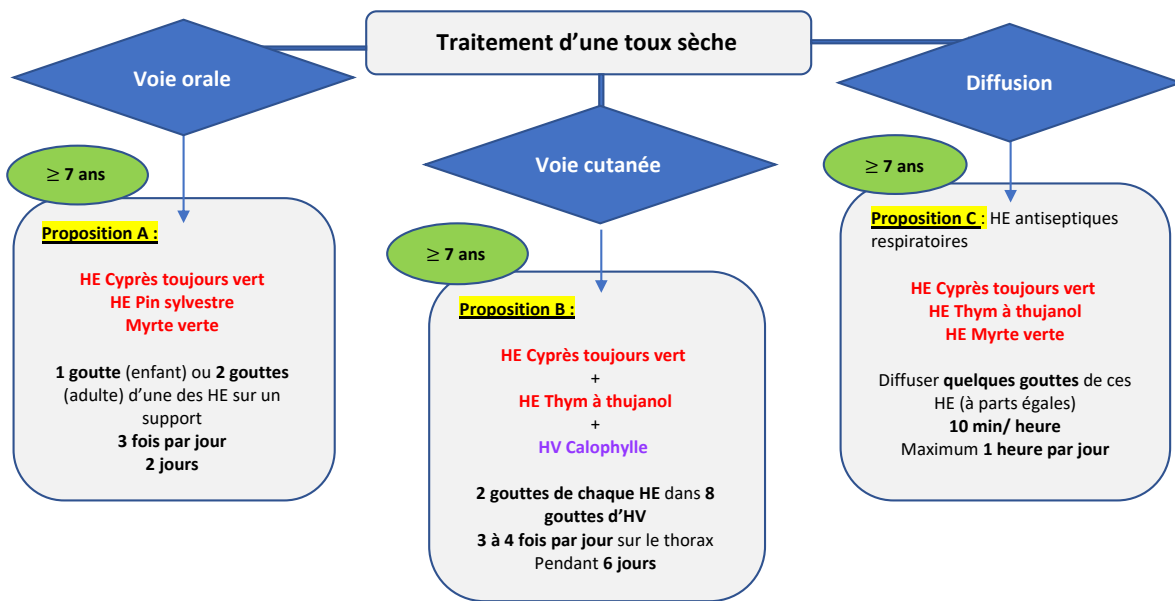 Traitement d’une toux sèche
Voie orale
≥ 7 ans
Proposition A :
HE Cyprès toujours vert
HE Pin sylvestre
Myrte verte
1 goutte (enfant) ou 2 gouttes
(adulte) d’une des HE sur un
support
3 fois par jour
2 jours
Voie cutanée
≥ 7 ans
Proposition B :
HE Cyprès toujours vert
+
HE Thym à thujanol
+
HV Calophylle
2 gouttes de chaque HE dans 8
gouttes d’HV
3 à 4 fois par jour sur le thorax
Pendant 6 jours
Diffusion
≥ 7 ans
Proposition C : HE antiseptiques
respiratoires
HE Cyprès toujours vert
HE Thym à thujanol
HE Myrte verte
Diffuser quelques gouttes de ces
HE (à parts égales)
10 min/ heure
Maximum 1 heure par jour